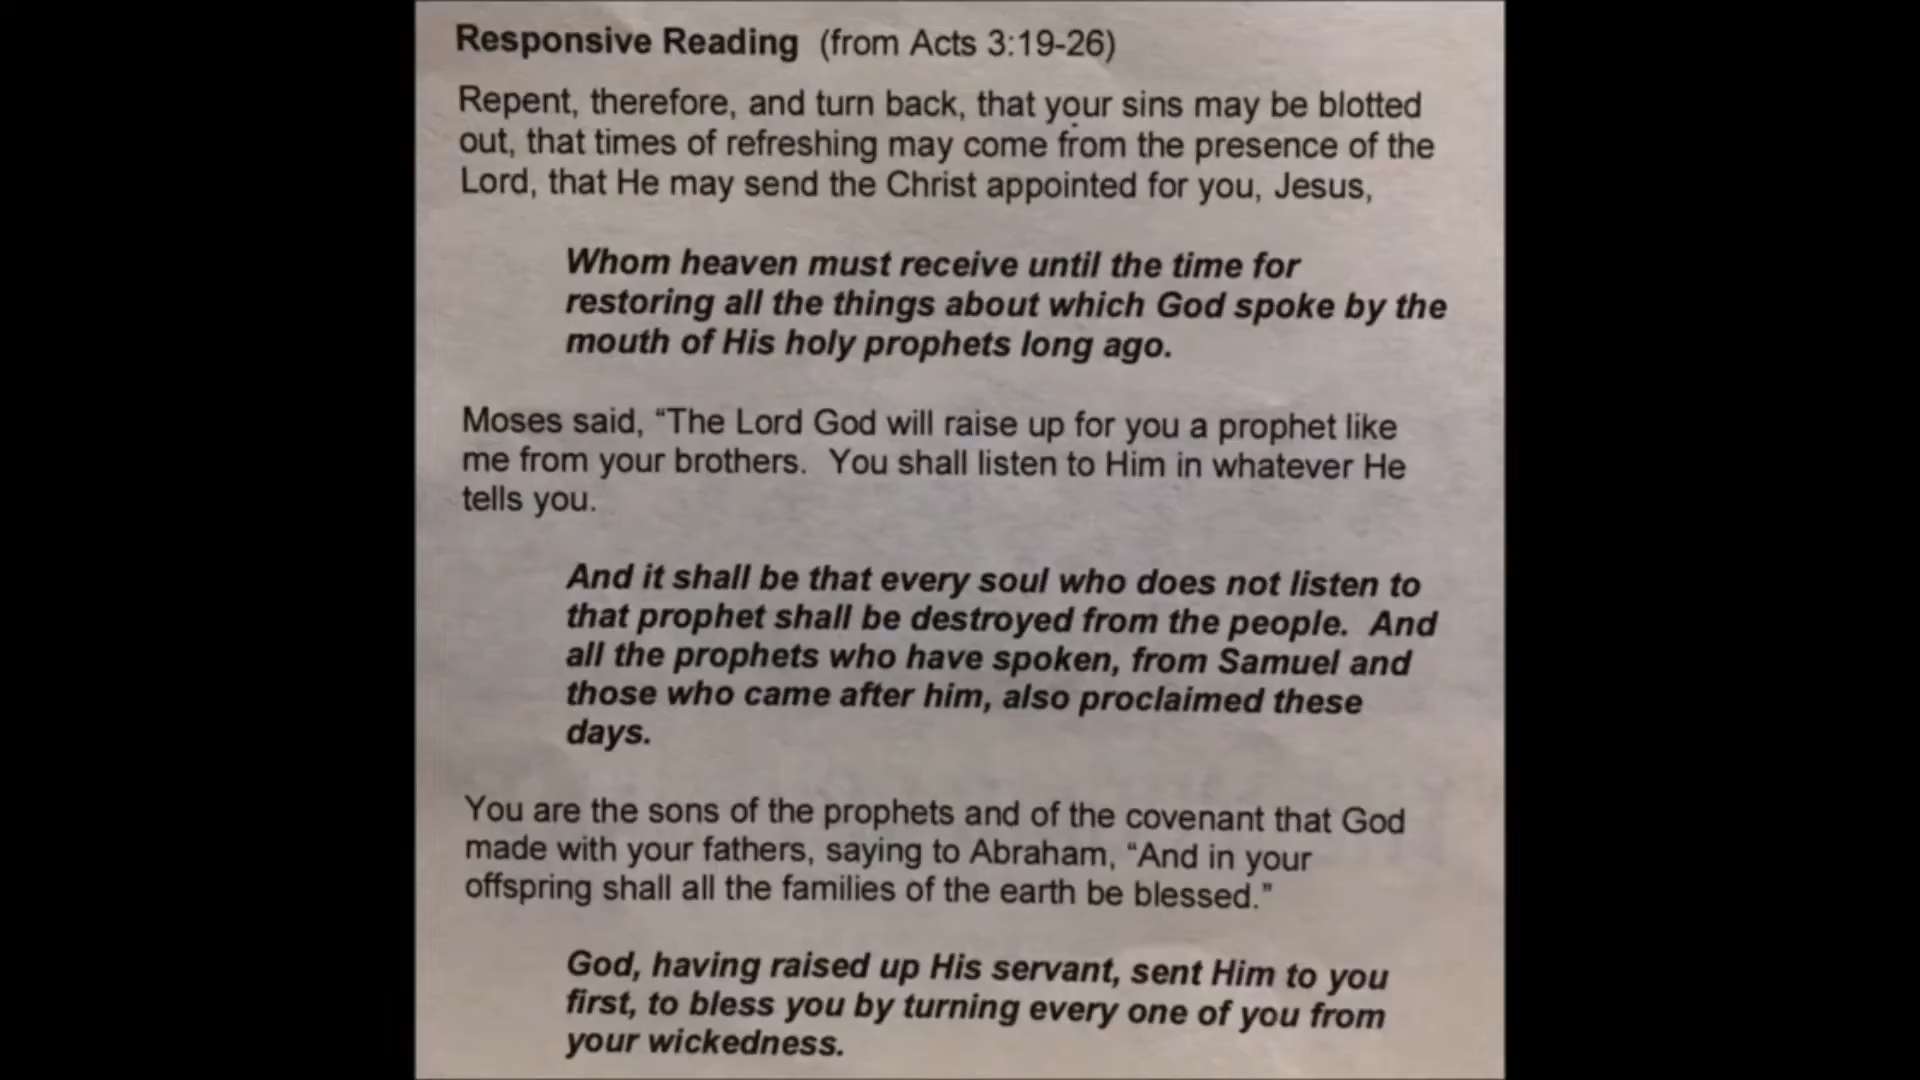 Responsive Reading (from Acts 3:19-26)
Repent, therefore, and turn back, that your sins may be blotted
out, that times of refreshing may come from the presence of the
Lord, that He may send the Christ appointed for you, Jesus,
Whom heaven must receive until the time for
restoring all the things about which God spoke by the
mouth of His holy prophets long ago.
Moses said, “The Lord God will raise up for you a prophet like
me from your brothers. You shall listen to Him in whatever He
tells you.
And it shall be that every soul who does not listen to
that prophet shall be destroyed from the people. And
all the prophets who have spoken, from Samuel and
those who came after him, also proclaimed these
days.
You are the sons of the prophets and of the covenant that God
made with your fathers, saying to Abraham, “And in your
offspring shall all the families of the earth be blessed.”
God, having raised up His servant, sent Him to you
first, to bless you by turning every one of you from
your wickedness.